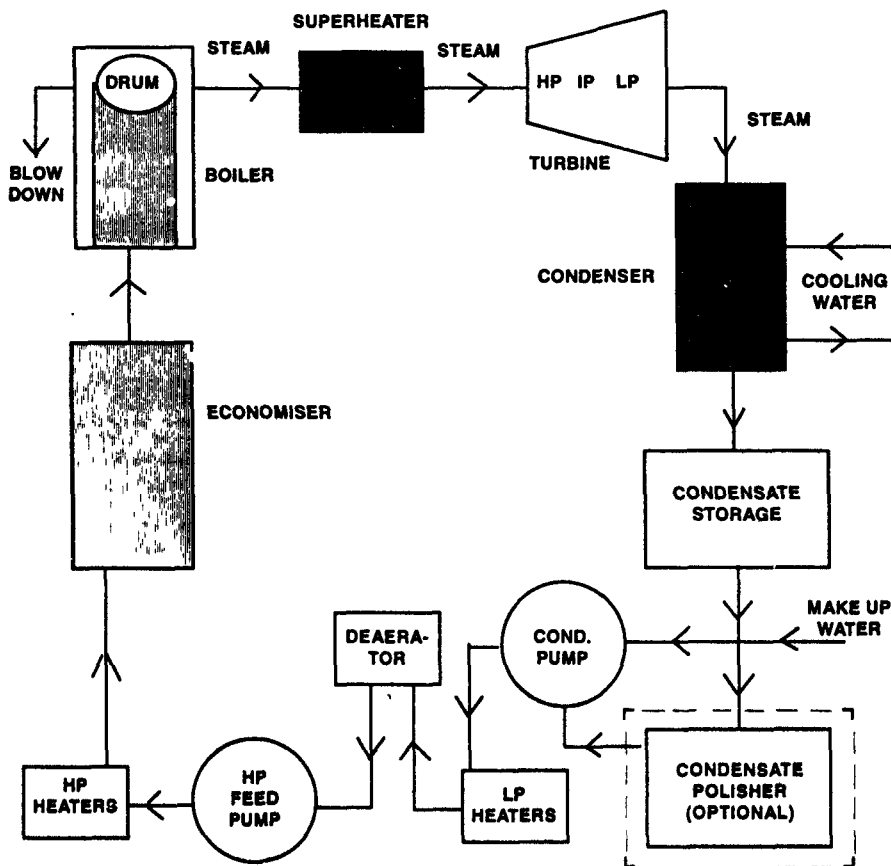 SUPERHEATER
STEAM
STEAM
DRUM
HP IP LP
STEAM
TURBINE
BLOW
DOWN
BOILER
CONDENSER
COOLING
WATER
ECONOMISER
CONDENSATE
STORAGE
MAKE UP
WATER
DEAERA-
TOR
COND.
PUMP
HP
HEATERS
HP
FEED
PUMP
LP
HEATERS
CONDENSATE
POLISHER
(OPTIONAL)